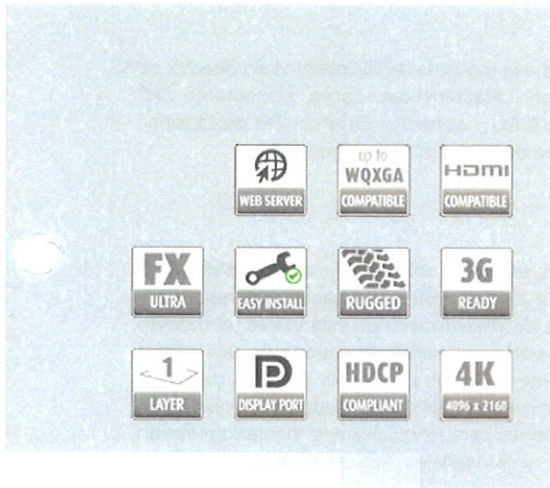 WEB SERVER
up to
WQXGA
COMPATIBLE
HDMI
COMPATIBLE
FX
ULTRA
EASY INSTALL
RUGGED
3G
READY
1
LAYER
DISPLAY PORT
HDCP
COMPLIANT
4K
4096 x 2160